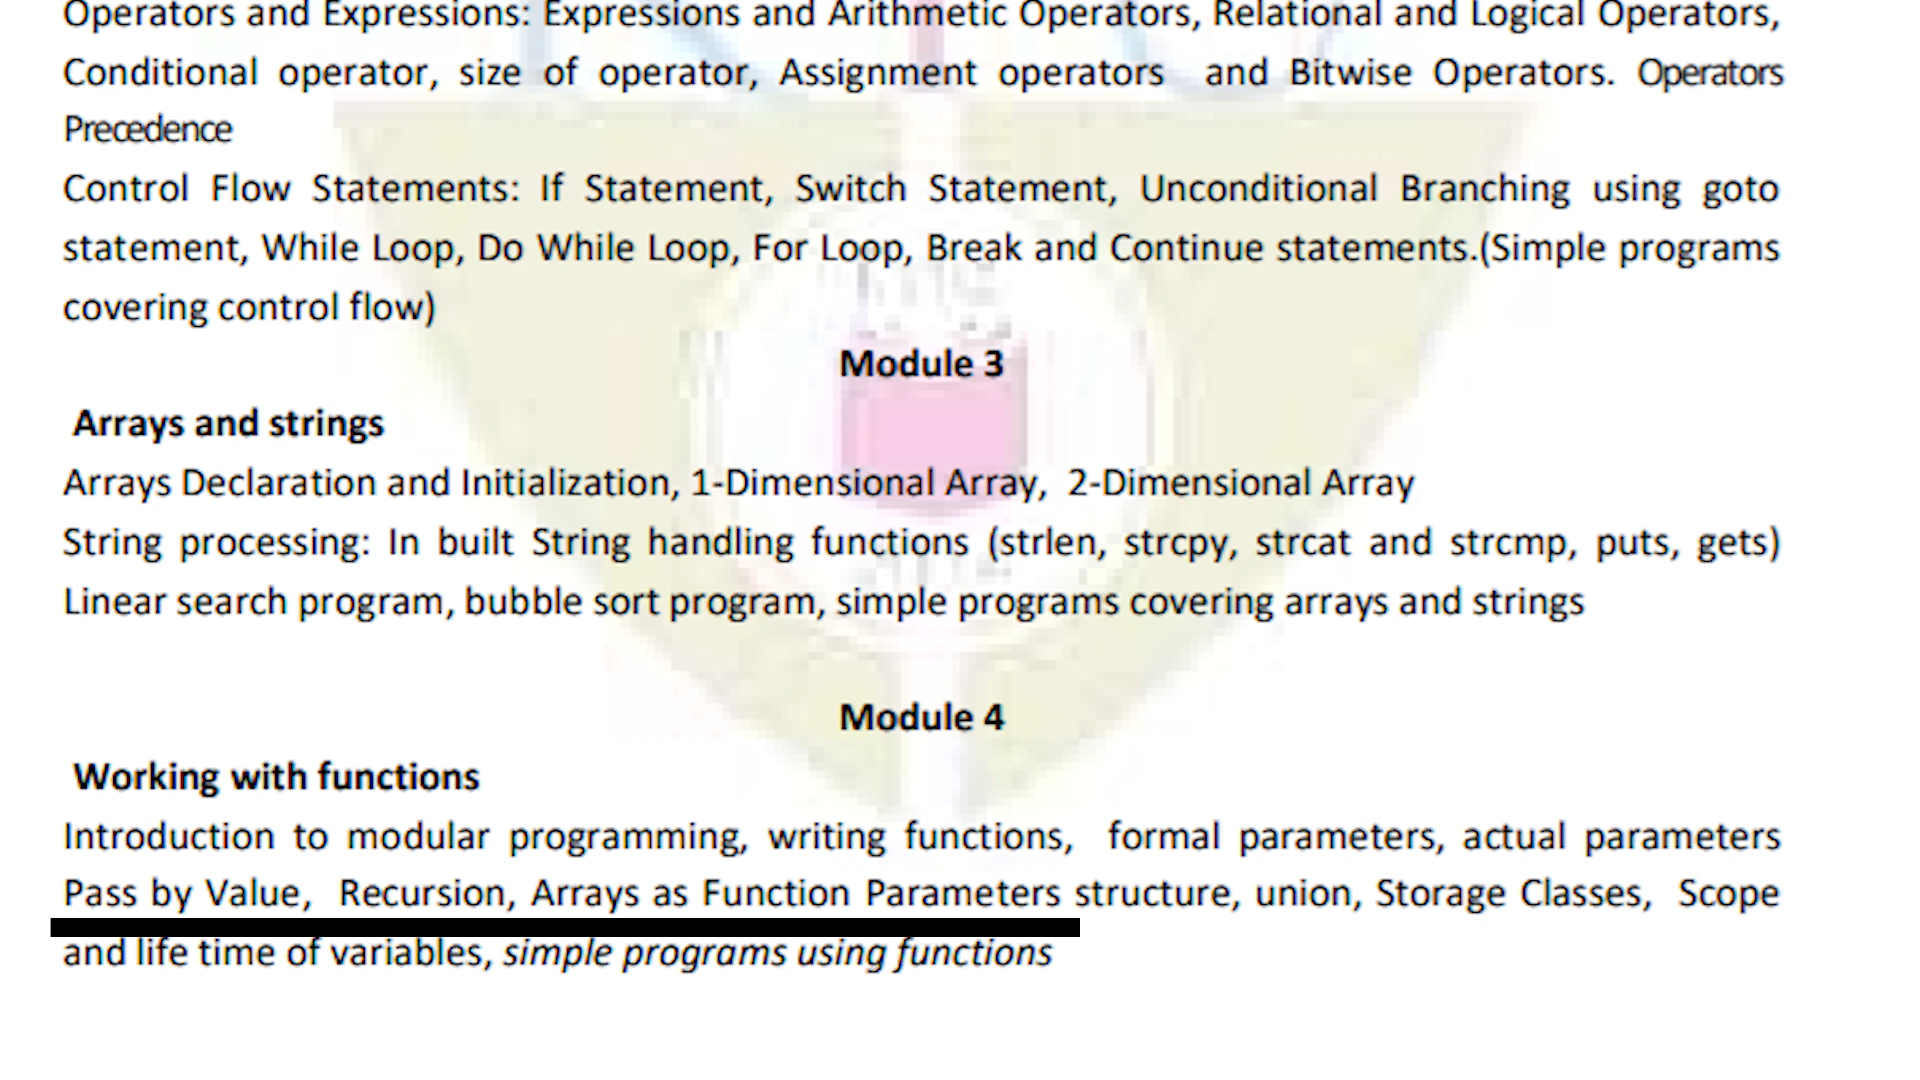 Operators and Expressions: Expressions and Arithmetic Operators, Relational and Logical Operators,
Conditional operator, size of operator, Assignment operators and Bitwise Operators. Operators
Precedence
Control Flow Statements: If Statement, Switch Statement, Unconditional Branching using goto
statement, While Loop, Do While Loop, For Loop, Break and Continue statements.(Simple programs
covering control flow)
Module 3
Arrays and strings
Arrays Declaration and Initialization, 1-Dimensional Array, 2-Dimensional Array
String processing: In built String handling functions (strlen, strcpy, strcat and strcmp, puts, gets)
Linear search program, bubble sort program, simple programs covering arrays and strings
Module 4
Working with functions
Introduction to modular programming, writing functions, formal parameters, actual parameters
Pass by Value, Recursion, Arrays as Function Parameters structure, union, Storage Classes, Scope
and life time of variables, simple programs using functions